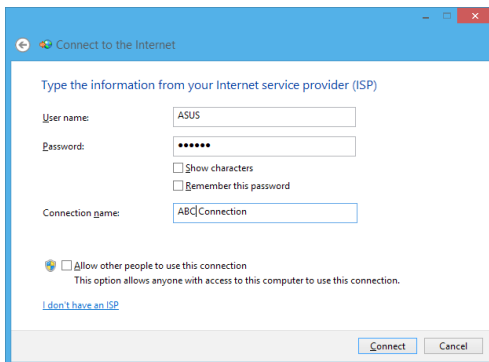 Connect to the Internet
Type the information from your Internet service provider (ISP)
User name: ASUS
Password: ••••••
Show characters
Remember this password
Connection name: ABC Connection
Allow other people to use this connection
This option allows anyone with access to this computer to use this connection.
I don't have an ISP
Connect Cancel